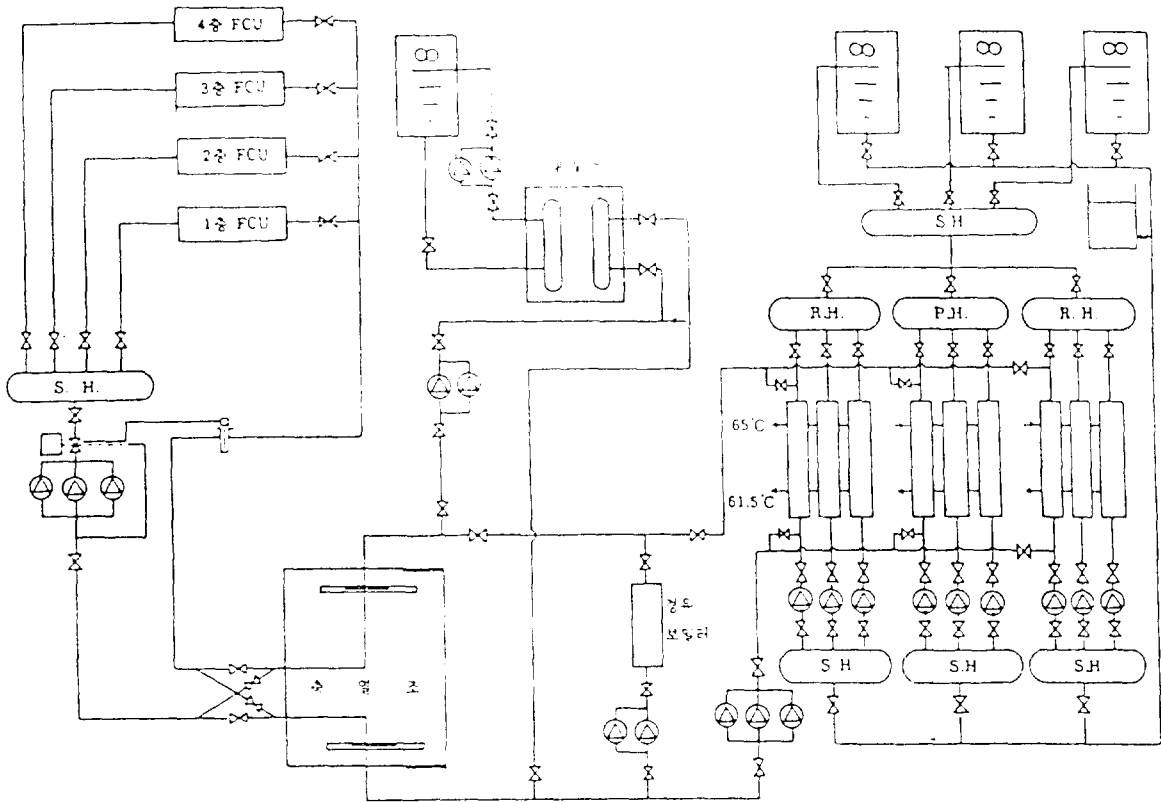 4층 FCU
3층 FCU
2층 FCU
1층 FCU
S. H.
S.H
R.H.
P.H.
R.H.
65℃
61.5℃
축 열 조
S.H
S.H
S.H